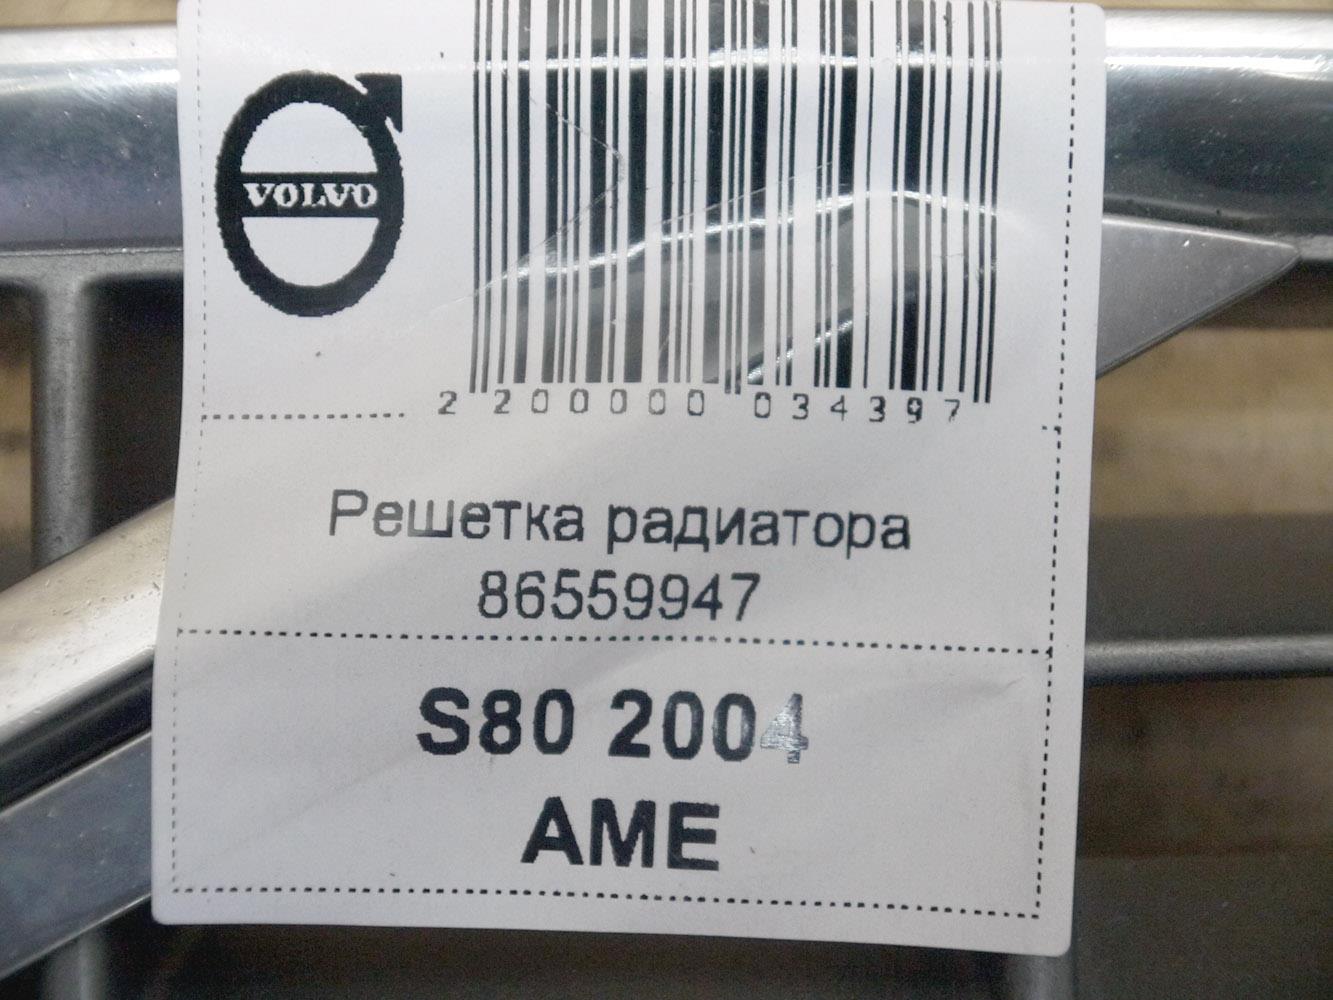 VOLVO
2 200000 034397
Решетка радиатора
86559947
S80 2004
AME